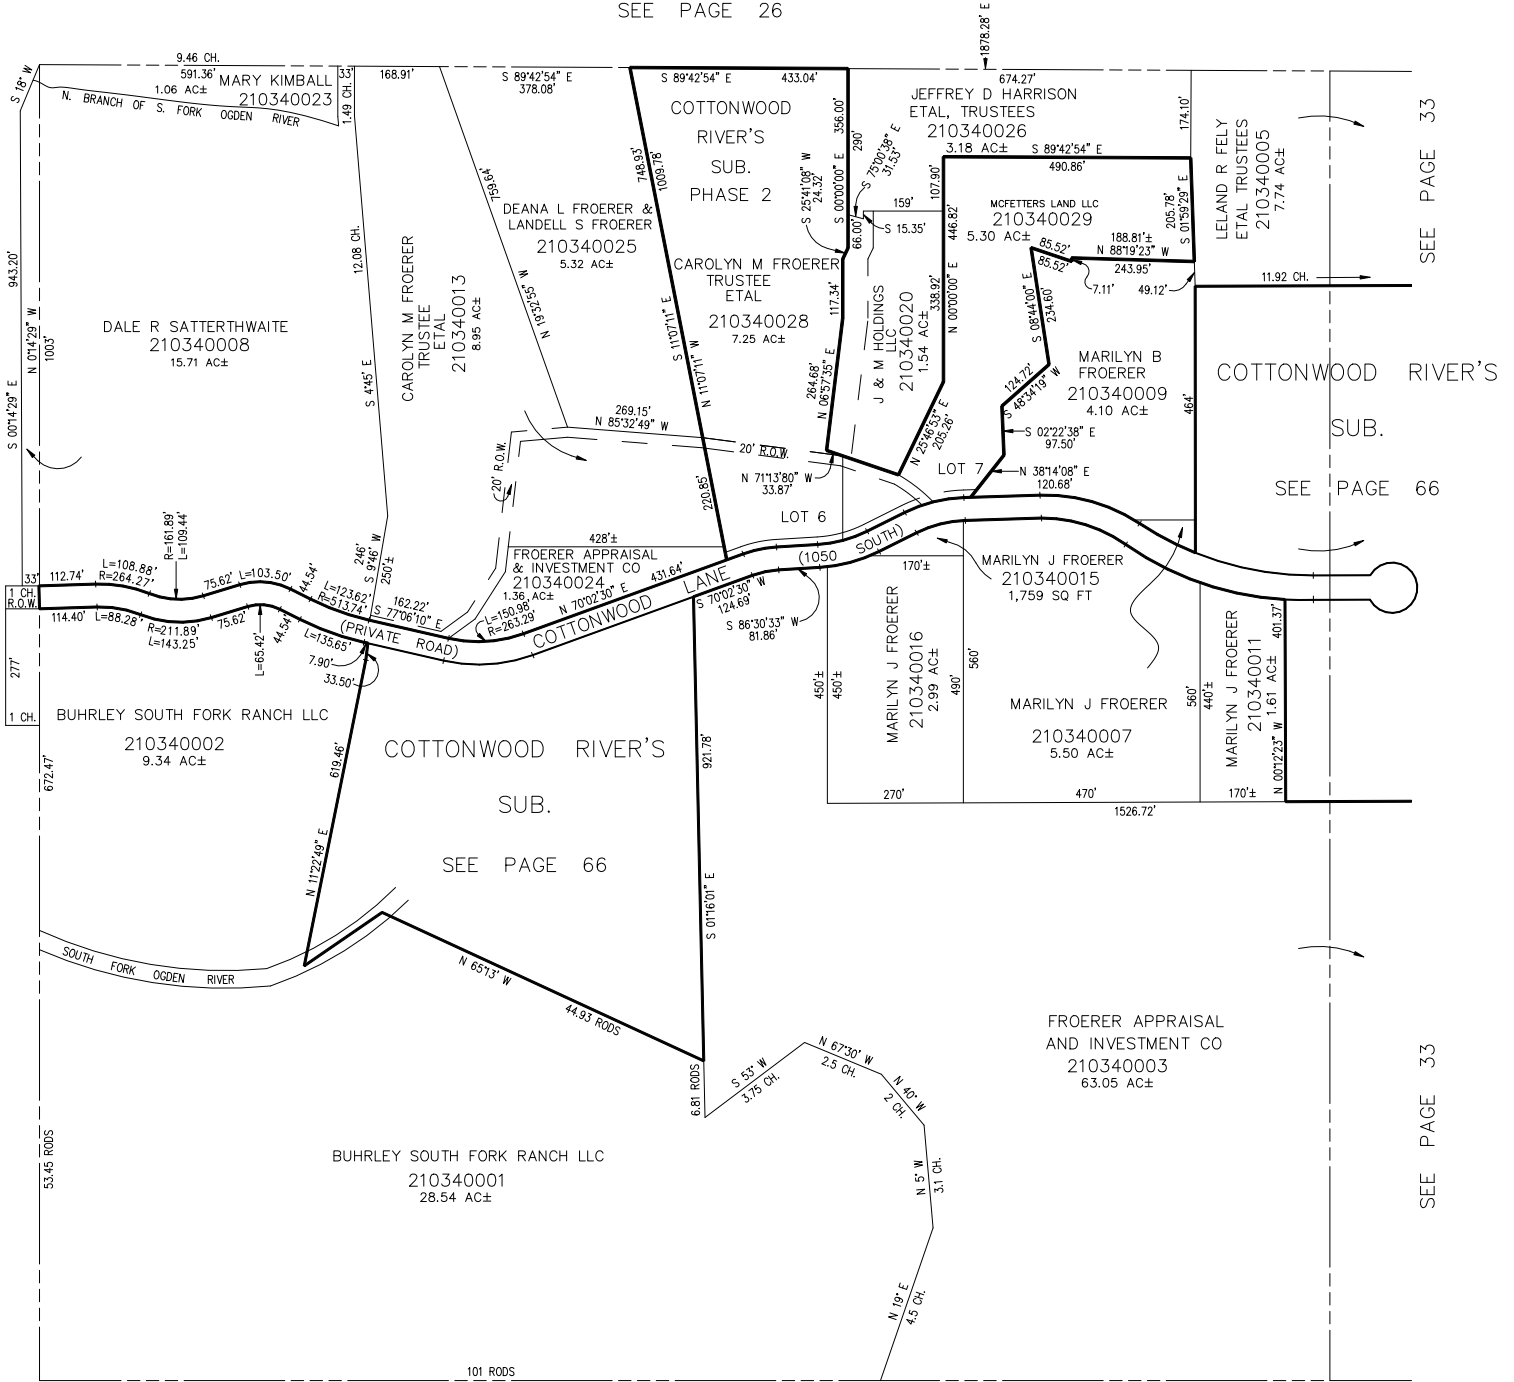 SEE PAGE 26
1878.28' E
9.46 CH.
591.36'
1.06 AC±
MARY KIMBALL
210340023
N. BRANCH OF S. FORK OGDEN RIVER
S 18° W
33'
1.49 CH.
168.91'
S 89°42'54" E
378.08'
S 89°42'54" E
433.04'
674.27'
COTTONWOOD
RIVER'S
SUB.
PHASE 2
356.00'
290'
S 00°00'00" E
S 75°00'38" E
31.53'
S 25°41'08" W
24.32'
66.00'
S 15.35'
159'
JEFFREY D HARRISON
ETAL, TRUSTEES
210340026
3.18 AC±
S 89°42'54" E
490.86'
107.90'
446.82'
174.10'
MCFETTERS LAND LLC
210340029
5.30 AC±
205.78'
S 01°59'29" E
188.81'±
N 88°19'23" W
243.95'
85.52'
85.52'
7.11'
49.12'
LELAND R FELY
ETAL TRUSTEES
210340005
7.74 AC±
SEE PAGE 33
11.92 CH.
943.20'
N 0°14'29" W
1003'
S 00°14'29" E
DALE R SATTERTHWAITE
210340008
15.71 AC±
12.08 CH.
S 4°45' E
CAROLYN M FROERER
TRUSTEE
ETAL
210340013
8.95 AC±
759.64'
N 19°32'55" W
DEANA L FROERER &
LANDELL S FROERER
210340025
5.32 AC±
748.93'
1009.78'
S 11°07'11" E
N 11°07'11" W
CAROLYN M FROERER
TRUSTEE
ETAL
210340028
7.25 AC±
117.34'
264.68'
N 06°57'35" E
J & M HOLDINGS
LLC
210340020
1.54 AC±
338.92'
N 00°00'00" E
N 25°46'53" E
205.26'
S 08°44'00" E
234.60'
124.72'
S 48°34'19" W
S 02°22'38" E
97.50'
N 38°14'08" E
120.68'
MARILYN B
FROERER
210340009
4.10 AC±
464'
COTTONWOOD RIVER'S
SUB.
SEE PAGE 66
269.15'
N 85°32'49" W
20' R.O.W.
20' R.O.W.
N 71°13'80" W
33.87'
LOT 7
LOT 6
220.85'
428'±
FROERER APPRAISAL
& INVESTMENT CO
210340024
1.36 AC±
246'
S 9°46' W
250'±
33'
1 CH.
R.O.W.
112.74'
L=108.88'
R=264.27'
R=161.89'
L=109.44'
75.62'
L=103.50'
44.54'
L=123.62'
R=513.74'
162.22'
S 77°06'10" E
L=150.98'
R=263.29'
N 70°02'30" E
431.64'
COTTONWOOD LANE
(1050 SOUTH)
(PRIVATE ROAD)
S 70°02'30" W
124.69'
S 86°30'33" W
81.86'
114.40'
L=88.28'
R=211.89'
L=143.25'
75.62'
L=65.42'
44.54'
L=135.65'
7.90'
33.50'
277'
1 CH.
672.47'
BUHRLEY SOUTH FORK RANCH LLC
210340002
9.34 AC±
619.46'
N 11°22'49" E
COTTONWOOD RIVER'S
SUB.
SEE PAGE 66
921.78'
S 01°16'01" E
450'±
450'±
170'±
MARILYN J FROERER
210340016
2.99 AC±
490'
560'
270'
MARILYN J FROERER
210340015
1,759 SQ FT
MARILYN J FROERER
210340007
5.50 AC±
470'
560'
440'±
MARILYN J FROERER
210340011
1.61 AC±
401.37'
N 00°12'23" W
170'±
1526.72'
SOUTH FORK OGDEN RIVER
N 65°13' W
44.93 RODS
6.81 RODS
S 53° W
3.75 CH.
N 67°30' W
2.5 CH.
N 40° W
2 CH.
N 5° W
3.1 CH.
N 19° E
4.5 CH.
FROERER APPRAISAL
AND INVESTMENT CO
210340003
63.05 AC±
SEE PAGE 33
53.45 RODS
BUHRLEY SOUTH FORK RANCH LLC
210340001
28.54 AC±
101 RODS